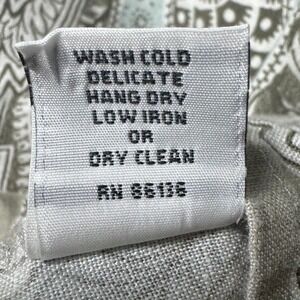 WASH COLD
DELICATE
HANG DRY
LOW IRON
OR
DRY CLEAN
RN 86136